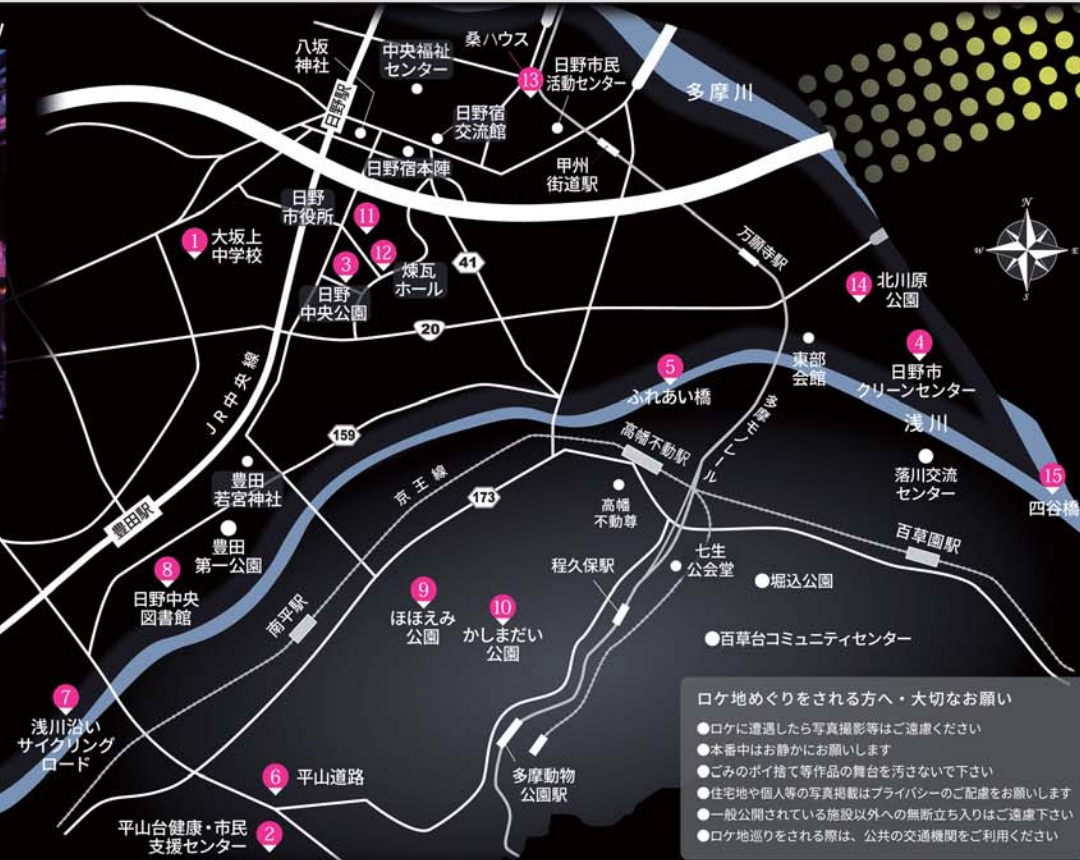 八坂
神社
中央福祉
センター
桑ハウス
13
日野市民
活動センター
多摩川
日野駅
日野宿
交流館
日野宿本陣
甲州
街道駅
N
W
E
S
日野
市役所
11
1
大坂上
中学校
12
3
煉瓦
ホール
日野
中央公園
41
万願寺駅
14
北川原
公園
20
4
日野市
クリーンセンター
東部
会館
5
ふれあい橋
JR中央線
浅川
多摩モノレール
159
高幡不動駅
京王線
173
豊田
若宮神社
高幡
不動尊
落川交流
センター
15
四谷橋
豊田駅
豊田
第一公園
百草園駅
七生
公会堂
程久保駅
堀込公園
8
日野中央
図書館
9
ほほえみ
公園
10
かしまだい
公園
南平駅
百草台コミュニティセンター
7
浅川沿い
サイクリング
ロード
6
平山道路
多摩動物
公園駅
平山台健康・市民
支援センター
2
ロケ地めぐりをされる方へ・大切なお願い
●ロケに遭遇したら写真撮影等はご遠慮ください
●本番中はお静かにお願いします
●ごみのポイ捨て等作品の舞台を汚さないで下さい
●住宅地や個人等の写真掲載はプライバシーのご配慮をお願いします
●一般公開されている施設以外への無断立ち入りはご遠慮下さい
●ロケ地巡りをされる際は、公共の交通機関をご利用ください